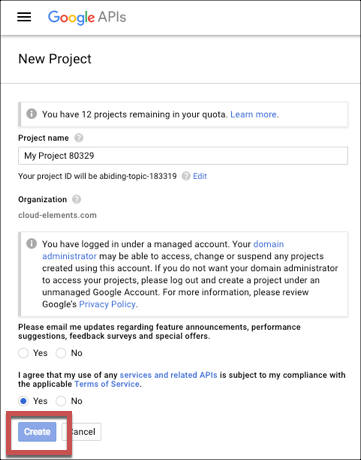 Google APIs
New Project
You have 12 projects remaining in your quota. Learn more.
Project name
My Project 80329
Your project ID will be abiding-topic-183319 Edit
Organization
cloud-elements.com
You have logged in under a managed account. Your domain
administrator may be able to access, change or suspend any projects
created using this account. If you do not want your domain administrator
to access your projects, please log out and create a project under an
unmanaged Google Account. For more information, please review
Google's Privacy Policy.
Please email me updates regarding feature announcements, performance
suggestions, feedback surveys and special offers.
Yes No
I agree that my use of any services and related APIs is subject to my compliance with
the applicable Terms of Service.
Yes No
Create Cancel